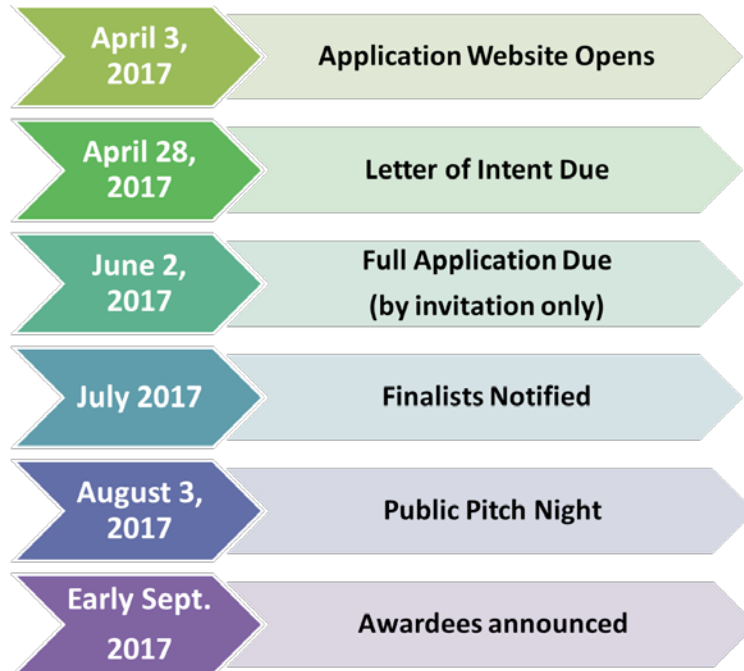 April 3,
2017
Application Website Opens
April 28,
2017
Letter of Intent Due
June 2,
2017
Full Application Due
(by invitation only)
July 2017
Finalists Notified
August 3,
2017
Public Pitch Night
Early Sept.
2017
Awardees announced